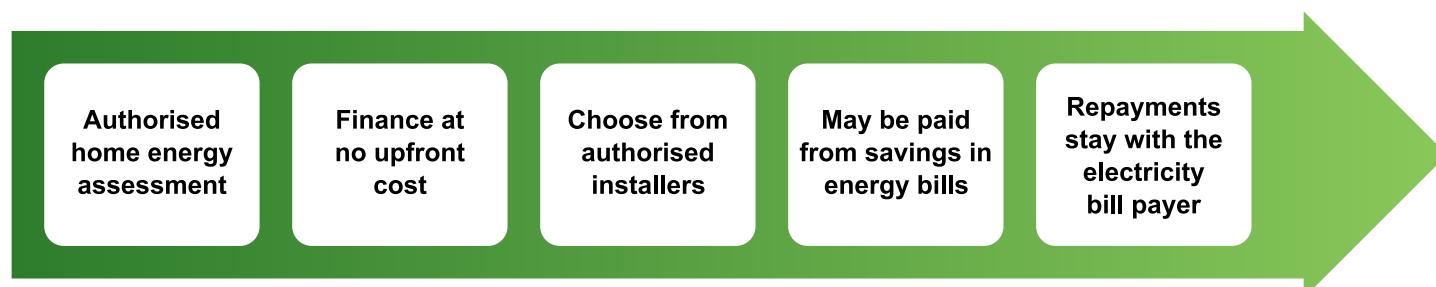 Authorised
home energy
assessment
Finance at
no upfront
cost
Choose from
authorised
installers
May be paid
from savings in
energy bills
Repayments
stay with the
electricity
bill payer